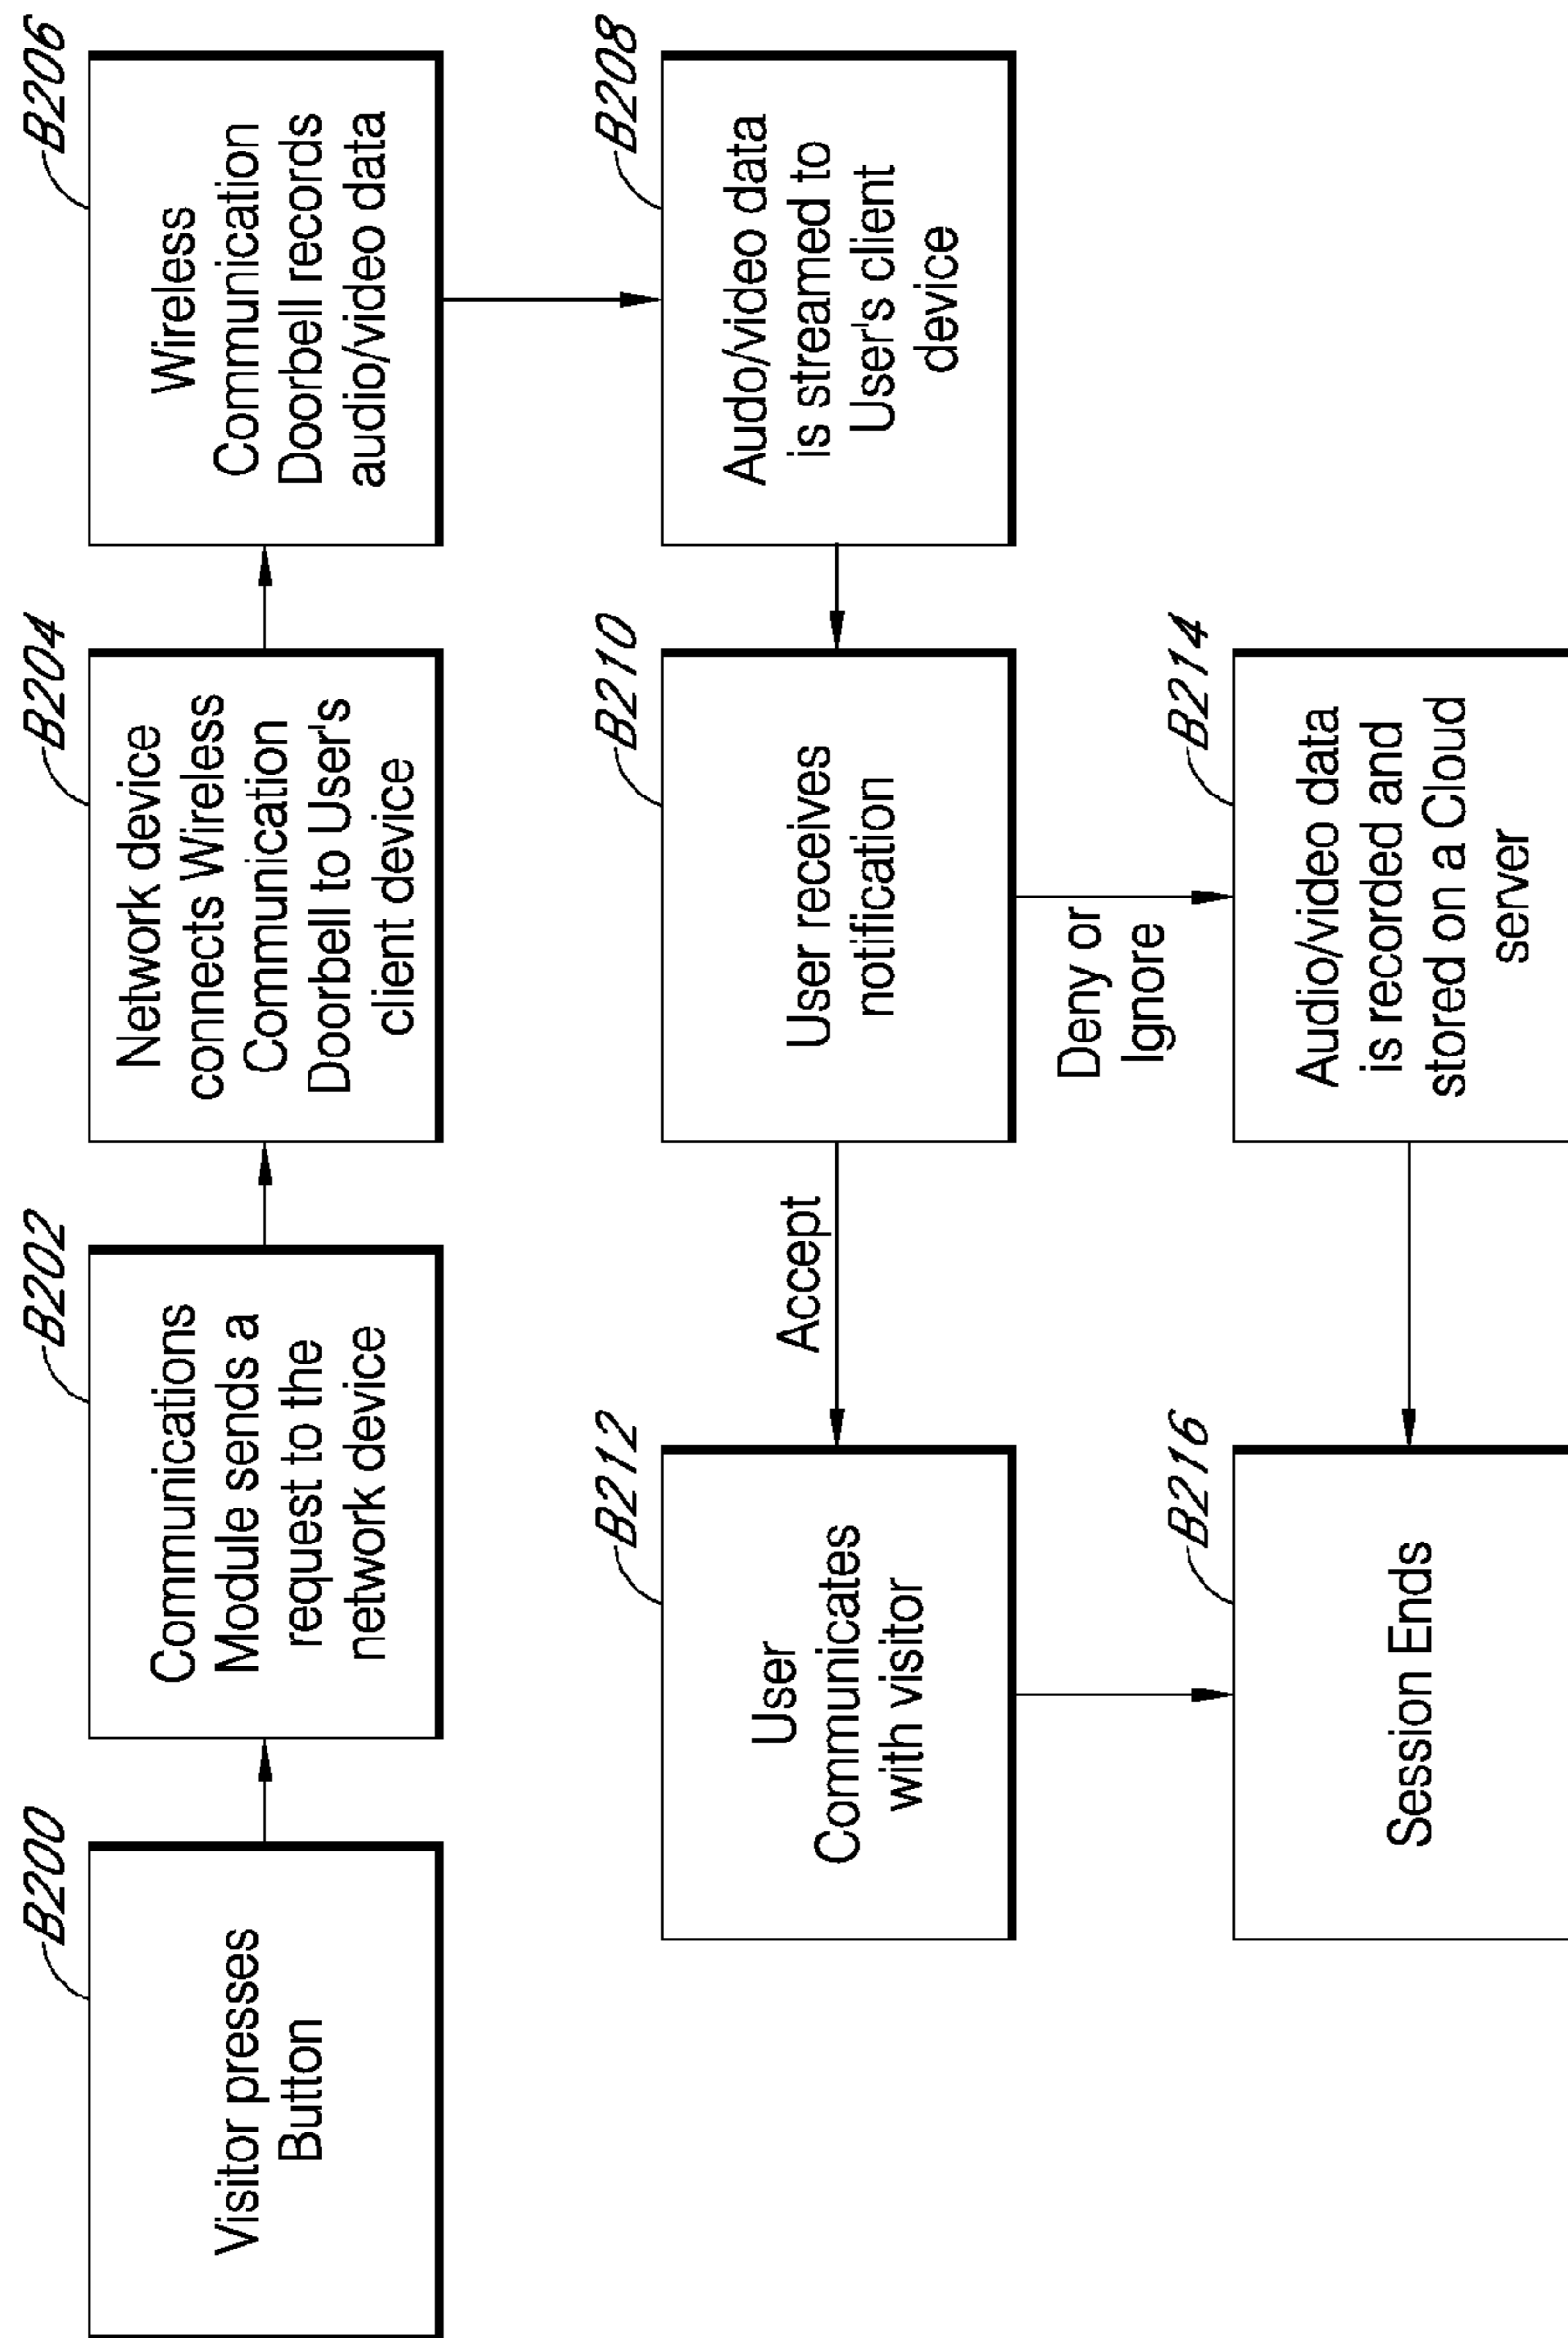 B200
Visitor presses
Button
B202
Communications
Module sends a
request to the
network device
B204
Network device
connects Wireless
Communication
Doorbell to User's
client device
B206
Wireless
Communication
Doorbell records
audio/video data
B208
Audo/video data
is streamed to
User's client
device
B210
User receives
notification
Accept
Deny or
Ignore
B212
User
Communicates
with visitor
B214
Audio/video data
is recorded and
stored on a Cloud
server
B216
Session Ends